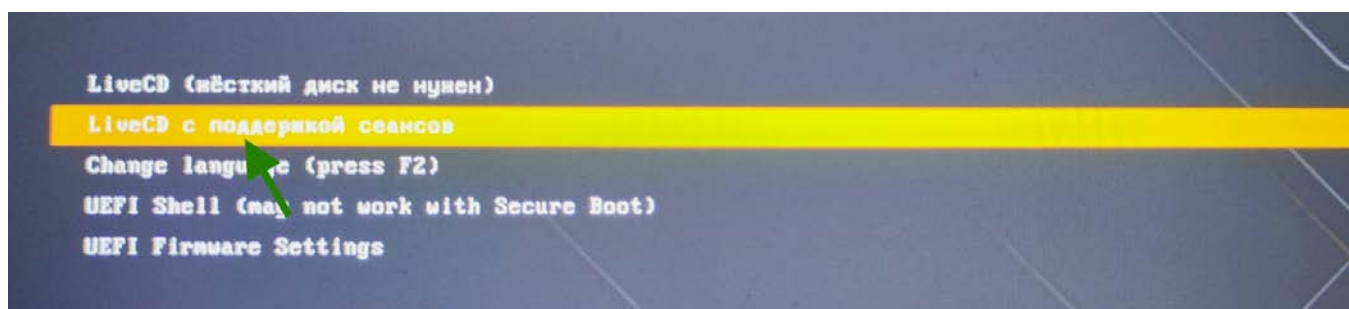 LiveCD (жёсткий диск не нужен)
LiveCD с поддержкой сеансов
Change language (press F2)
UEFI Shell (may not work with Secure Boot)
UEFI Firmware Settings